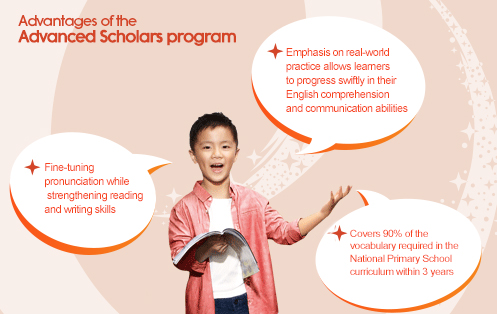 Advantages of the
Advanced Scholars program
Emphasis on real-world
practice allows learners
to progress swiftly in their
English comprehension
and communication abilities
Fine-tuning
pronunciation while
strengthening reading
and writing skills
Covers 90% of the
vocabulary required in the
National Primary School
curriculum within 3 years